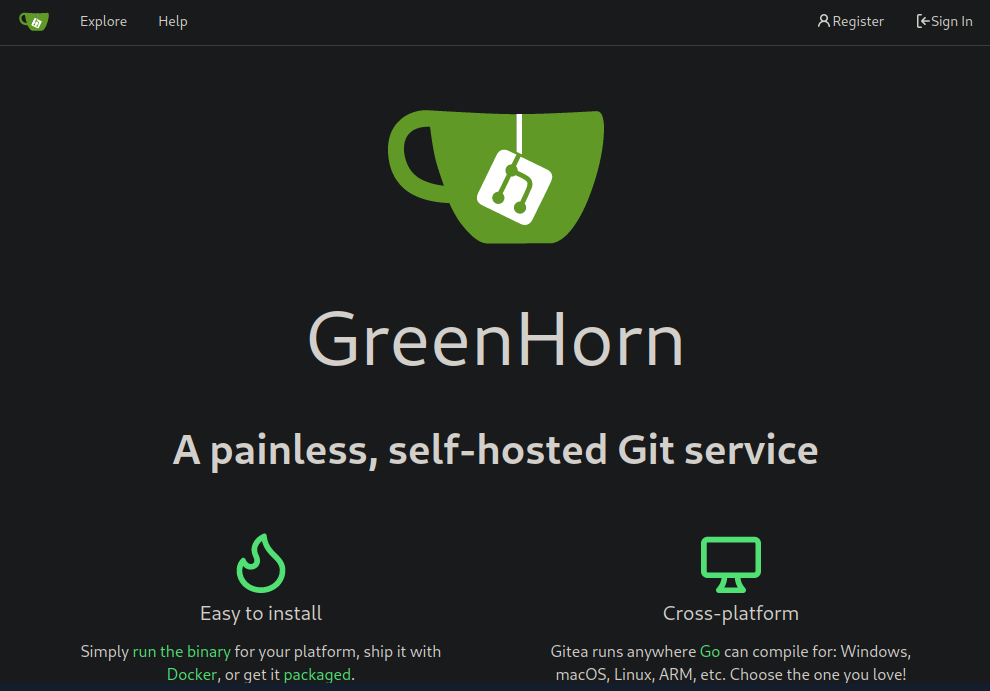 Explore Help Register Sign In
GreenHorn
A painless, self-hosted Git service
Easy to install
Simply run the binary for your platform, ship it with
Docker, or get it packaged.
Cross-platform
Gitea runs anywhere Go can compile for: Windows,
macOS, Linux, ARM, etc. Choose the one you love!